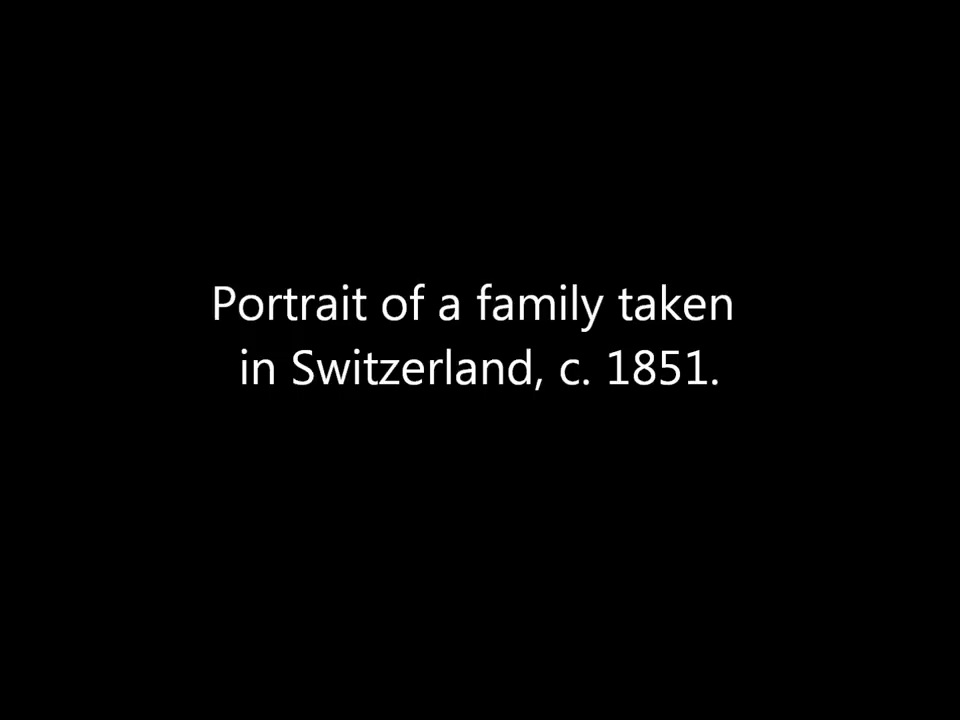 Portrait of a family taken
in Switzerland, c. 1851.